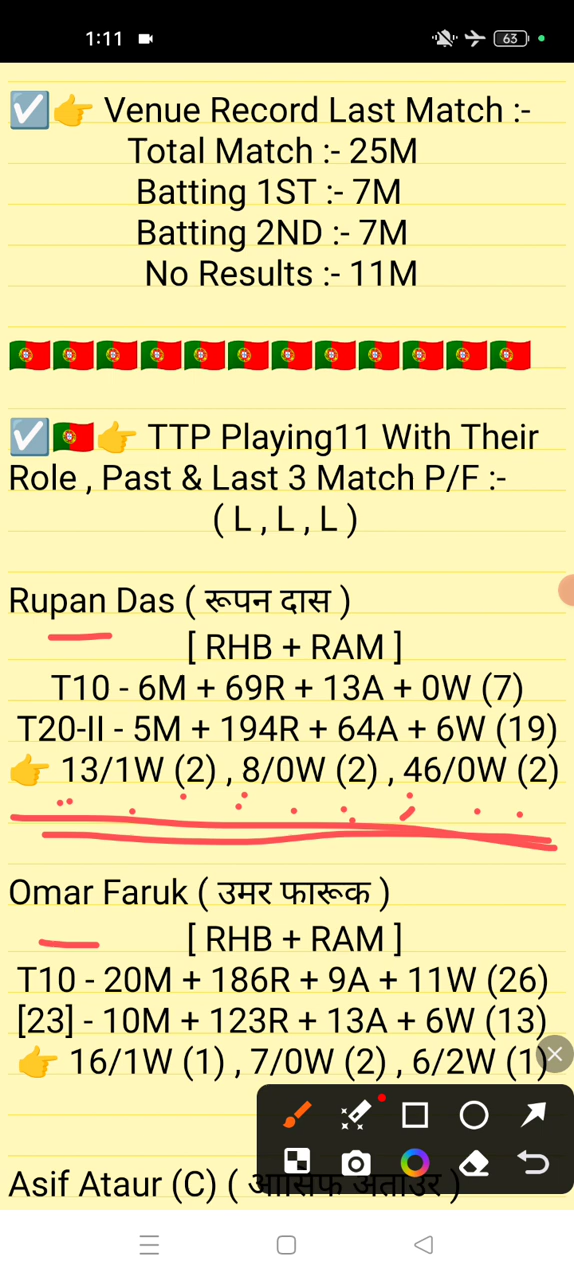 1:11
63
☑️👉 Venue Record Last Match :-
Total Match :- 25M
Batting 1ST :- 7M
Batting 2ND :- 7M
No Results :- 11M
🇵🇹🇵🇹🇵🇹🇵🇹🇵🇹🇵🇹🇵🇹🇵🇹🇵🇹🇵🇹🇵🇹🇵🇹
☑️🇵🇹👉 TTP Playing11 With Their
Role , Past & Last 3 Match P/F :-
( L , L , L )
Rupan Das ( रूपन दास )
[ RHB + RAM ]
T10 - 6M + 69R + 13A + 0W (7)
T20-II - 5M + 194R + 64A + 6W (19)
👉 13/1W (2) , 8/0W (2) , 46/0W (2)
Omar Faruk ( उमर फारूक )
[ RHB + RAM ]
T10 - 20M + 186R + 9A + 11W (26)
[23] - 10M + 123R + 13A + 6W (13)
👉 16/1W (1) , 7/0W (2) , 6/2W (1)
Asif Ataur (C) ( आसिफ अताउर )